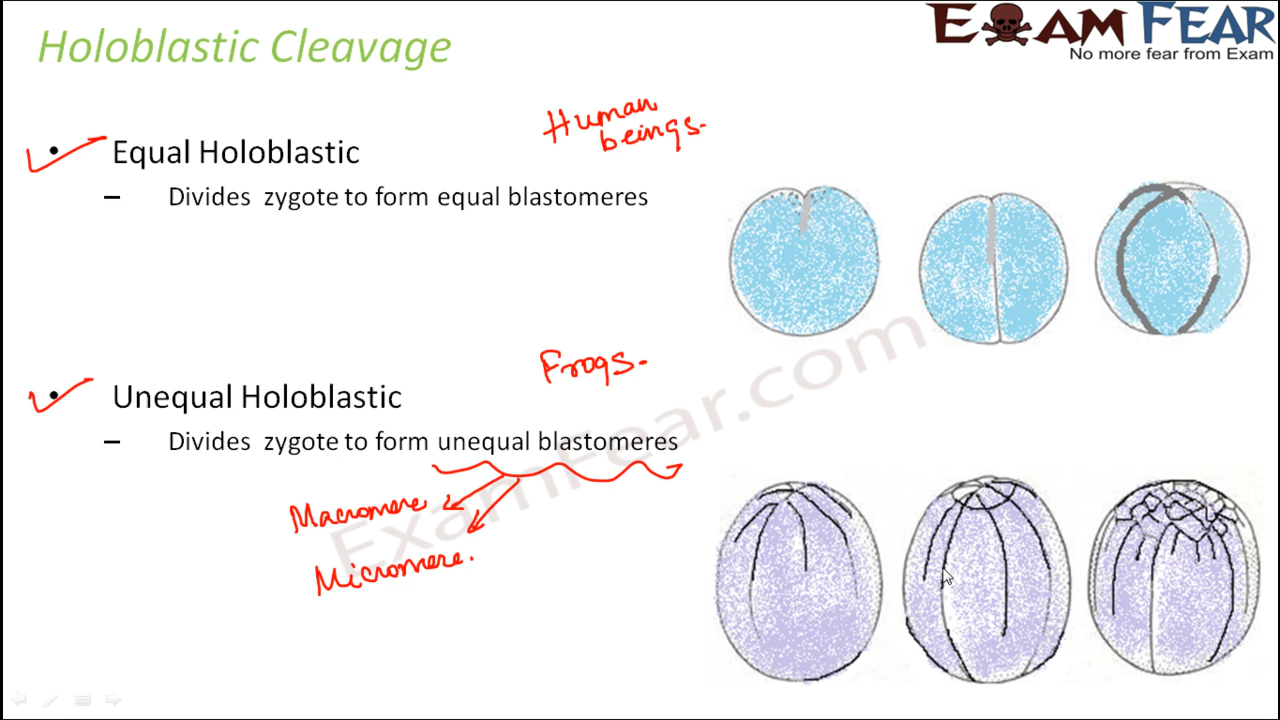 Holoblastic Cleavage
EXAM FEAR
No more fear from Exam
Human
beings.
• Equal Holoblastic
– Divides zygote to form equal blastomeres
Frogs.
• Unequal Holoblastic
– Divides zygote to form unequal blastomeres
Macromere
Micromere.
ExamFear.com